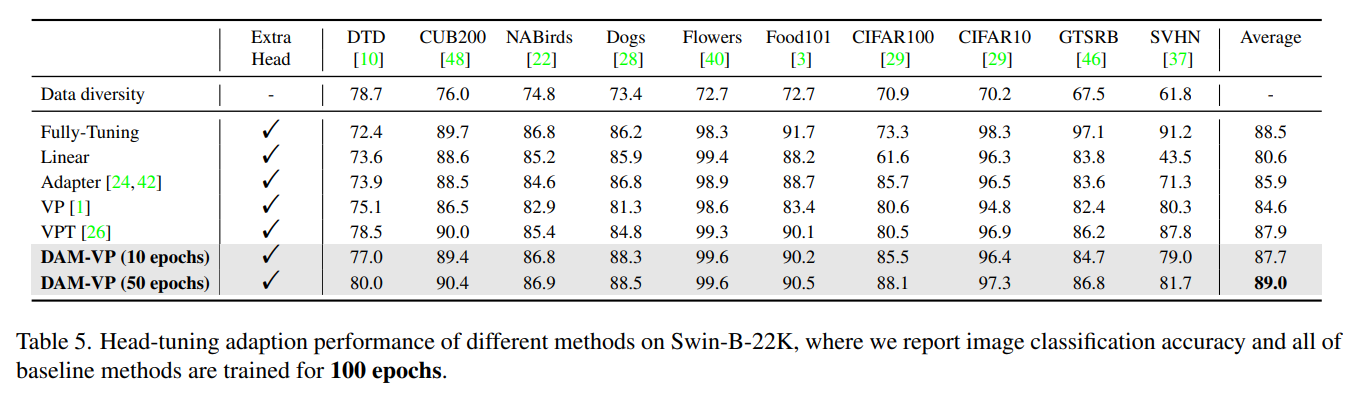 Extra Head DTD [10] CUB200 [48] NABirds [22] Dogs [28] Flowers [40] Food101 [3] CIFAR100 [29] CIFAR10 [29] GTSRB [46] SVHN [37] Average
Data diversity - 78.7 76.0 74.8 73.4 72.7 72.7 70.9 70.2 67.5 61.8 -
Fully-Tuning ✓ 72.4 89.7 86.8 86.2 98.3 91.7 73.3 98.3 97.1 91.2 88.5
Linear ✓ 73.6 88.6 85.2 85.9 99.4 88.2 61.6 96.3 83.8 43.5 80.6
Adapter [24,42] ✓ 73.9 88.5 84.6 86.8 98.9 88.7 85.7 96.5 83.6 71.3 85.9
VP [1] ✓ 75.1 86.5 82.9 81.3 98.6 83.4 80.6 94.8 82.4 80.3 84.6
VPT [26] ✓ 78.5 90.0 85.4 84.8 99.3 90.1 80.5 96.9 86.2 87.8 87.9
DAM-VP (10 epochs) ✓ 77.0 89.4 86.8 88.3 99.6 90.2 85.5 96.4 84.7 79.0 87.7
DAM-VP (50 epochs) ✓ 80.0 90.4 86.9 88.5 99.6 90.5 88.1 97.3 86.8 81.7 89.0
Table 5. Head-tuning adaption performance of different methods on Swin-B-22K, where we report image classification accuracy and all of
baseline methods are trained for 100 epochs.